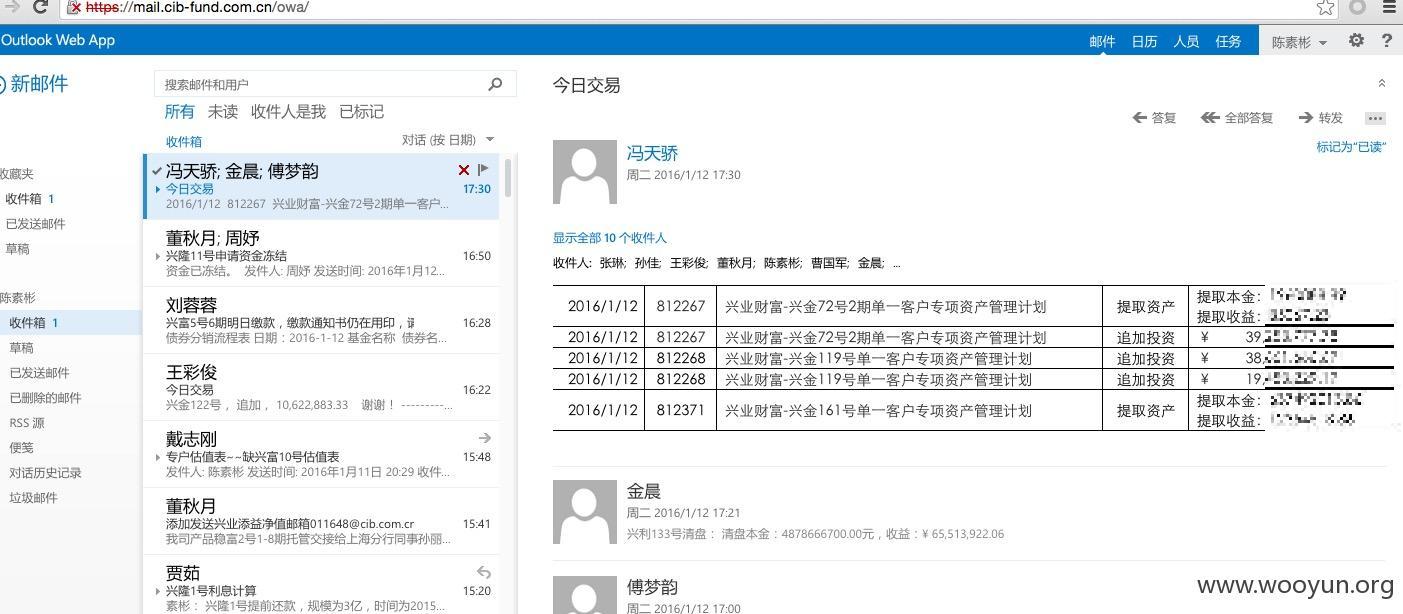 https://mail.cib-fund.com.cn/owa/
Outlook Web App
邮件 日历 人员 任务 陈素彬 ?
新邮件
搜索邮件和用户
所有 未读 收件人是我 已标记
收件箱 对话 (按 日期)
收藏夹
收件箱 1
已发送邮件
草稿
陈素彬
收件箱 1
草稿
已发送邮件
已删除的邮件
RSS 源
便笺
对话历史记录
垃圾邮件
冯天骄; 金晨; 傅梦韵
今日交易 17:30
2016/1/12 812267 兴业财富-兴金72号2期单一客户...
董秋月; 周妤
兴隆11号申请资金冻结 16:50
资金已冻结。 发件人: 周妤 发送时间: 2016年1月12...
刘蓉蓉
兴富5号6期明日缴款，缴款通知书仍在用印，请 16:28
债券分销流程表 日期：2016-1-12 基金名称 债券名...
王彩俊
今日交易 16:22
兴金122号 ，追加 ，10,622,883.33 谢谢！ ---------...
戴志刚
专户估值表~~缺兴富10号估值表 15:48
发件人: 陈素彬 发送时间: 2016年1月11日 20:29 收件...
董秋月
添加发送兴业添益净值邮箱011648@cib.com.cr 15:41
我司产品稳富2号1-8期托管交接给上海分行同事孙丽...
贾茹
兴隆1号利息计算 15:20
素彬： 兴隆1号提前还款，规模为3亿，时间为2015...
今日交易
答复 全部答复 转发 ...
标记为“已读”
冯天骄
周二 2016/1/12 17:30
显示全部 10 个收件人
收件人: 张琳; 孙佳; 王彩俊; 董秋月; 陈素彬; 曹国军; 金晨; ...
2016/1/12 812267 兴业财富-兴金72号2期单一客户专项资产管理计划 提取资产 提取本金：
提取收益：
2016/1/12 812267 兴业财富-兴金72号2期单一客户专项资产管理计划 追加投资 ¥ 39,
2016/1/12 812268 兴业财富-兴金119号单一客户专项资产管理计划 追加投资 ¥ 38,
2016/1/12 812268 兴业财富-兴金119号单一客户专项资产管理计划 追加投资 ¥ 19,
2016/1/12 812371 兴业财富-兴金161号单一客户专项资产管理计划 提取资产 提取本金：
提取收益：
金晨
周二 2016/1/12 17:21
兴利133号清盘： 清盘本金：4878666700.00元，收益：¥ 65,513,922.06
傅梦韵
周二 2016/1/12 17:00
www.wooyun.org